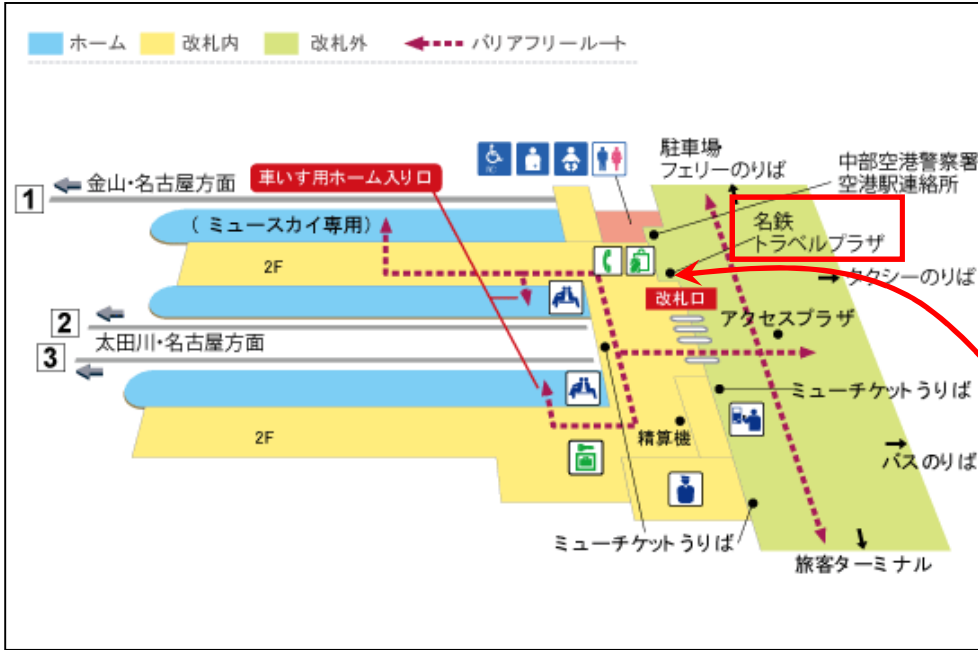 ホーム 改札内 改札外 バリアフリールート
駐車場
フェリーのりば
中部空港警察署
空港駅連絡所
1 金山・名古屋方面
車いす用ホーム入り口
(ミュースカイ専用)
名鉄
トラベルプラザ
2F
タクシーのりば
改札口
2
アクセスプラザ
太田川・名古屋方面
3
ミューチケットうりば
2F
精算機
バスのりば
ミューチケットうりば
旅客ターミナル